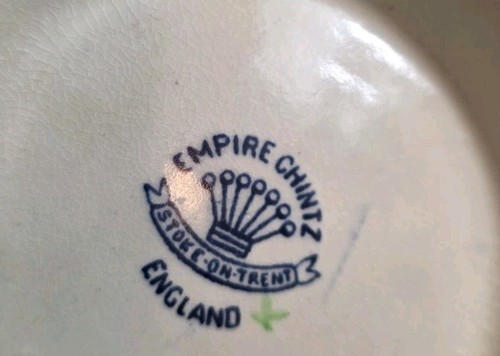 EMPIRE CHINTZ
STOKE-ON-TRENT
ENGLAND